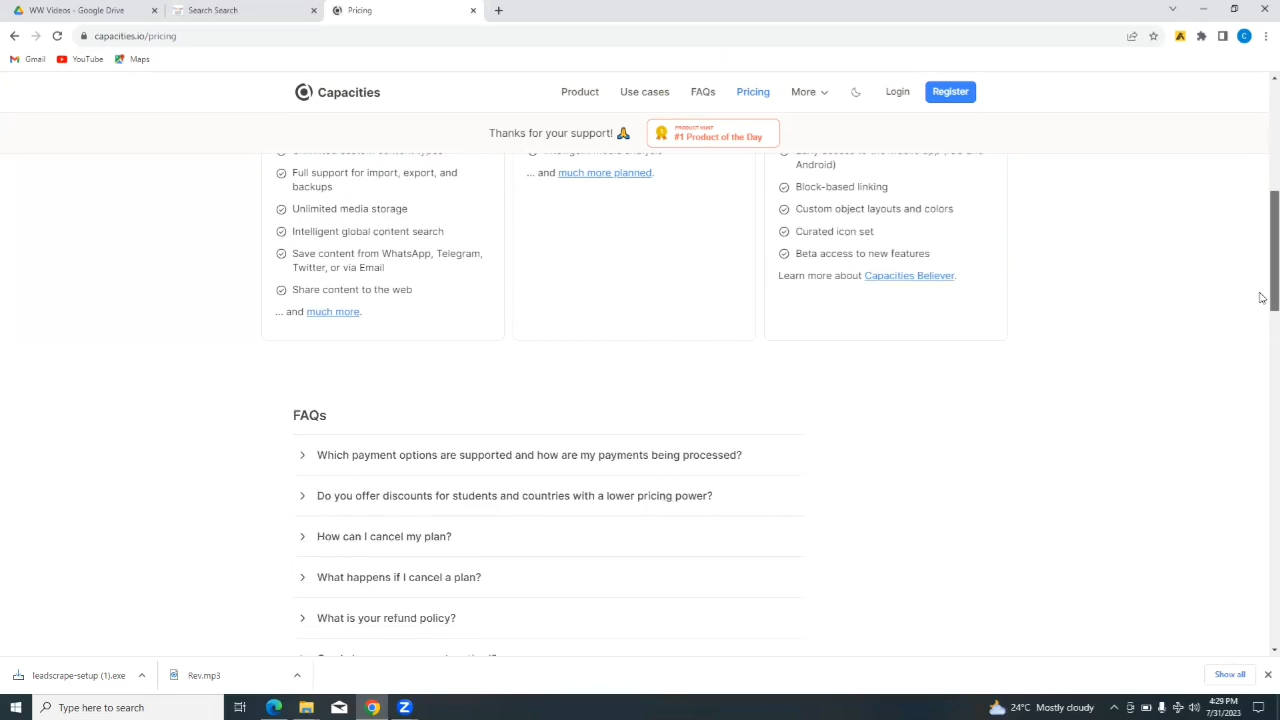 WW Videos - Google Drive
Search Search
Pricing
capacities.io/pricing
C
Gmail
YouTube
Maps
Capacities
Product
Use cases
FAQs
Pricing
More
Login
Register
Thanks for your support! 🙏
PRODUCT HUNT
#1 Product of the Day
Full support for import, export, and
backups
Unlimited media storage
Intelligent global content search
Save content from WhatsApp, Telegram,
Twitter, or via Email
Share content to the web
... and much more.
... and much more planned.
Android)
Block-based linking
Custom object layouts and colors
Curated icon set
Beta access to new features
Learn more about Capacities Believer.
FAQs
Which payment options are supported and how are my payments being processed?
Do you offer discounts for students and countries with a lower pricing power?
How can I cancel my plan?
What happens if I cancel a plan?
What is your refund policy?
leadscrape-setup (1).exe
Rev.mp3
Show all
Type here to search
24°C Mostly cloudy
4:29 PM
7/31/2023